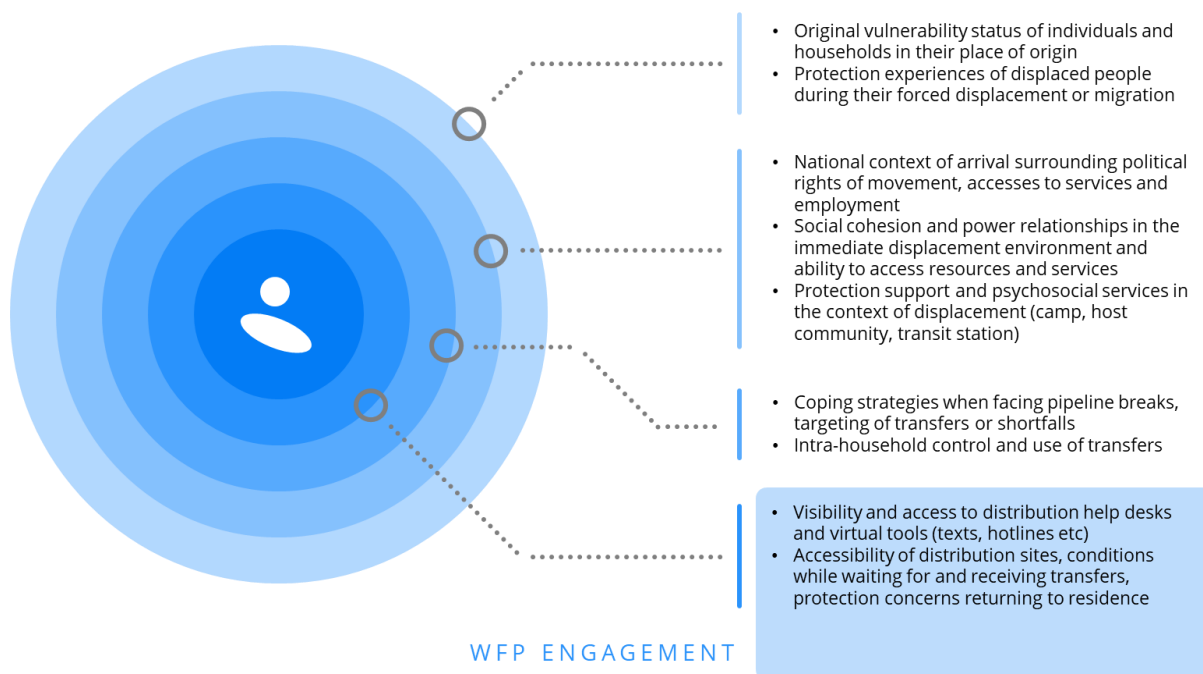 • Original vulnerability status of individuals and
households in their place of origin
• Protection experiences of displaced people
during their forced displacement or migration
• National context of arrival surrounding political
rights of movement, accesses to services and
employment
• Social cohesion and power relationships in the
immediate displacement environment and
ability to access resources and services
• Protection support and psychosocial services in
the context of displacement (camp, host
community, transit station)
• Coping strategies when facing pipeline breaks,
targeting of transfers or shortfalls
• Intra-household control and use of transfers
• Visibility and access to distribution help desks
and virtual tools (texts, hotlines etc)
• Accessibility of distribution sites, conditions
while waiting for and receiving transfers,
protection concerns returning to residence
WFP ENGAGEMENT